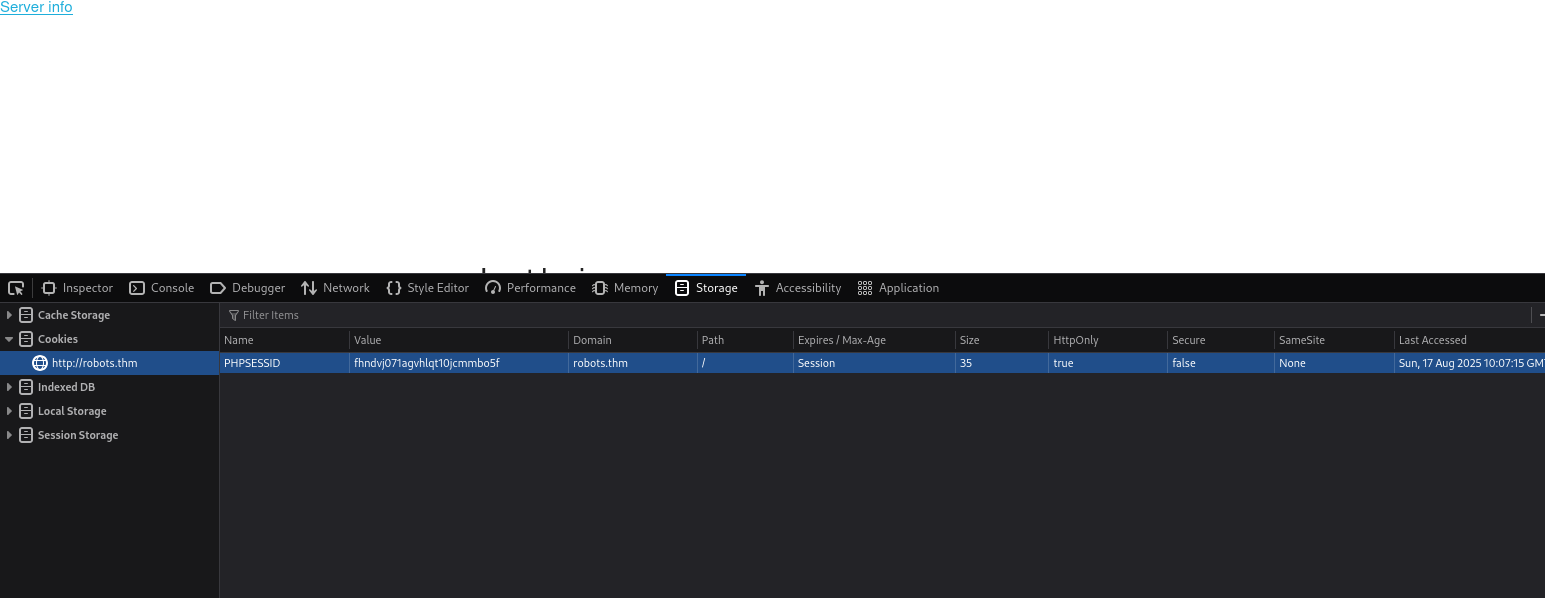 Server info
Inspector Console Debugger Network Style Editor Performance Memory Storage Accessibility Application
Cache Storage
Filter Items
Cookies
Name Value Domain Path Expires / Max-Age Size HttpOnly Secure SameSite Last Accessed
http://robots.thm
PHPSESSID fhndvj071agvhlqt10jcmmbo5f robots.thm / Session 35 true false None Sun, 17 Aug 2025 10:07:15 GM
Indexed DB
Local Storage
Session Storage